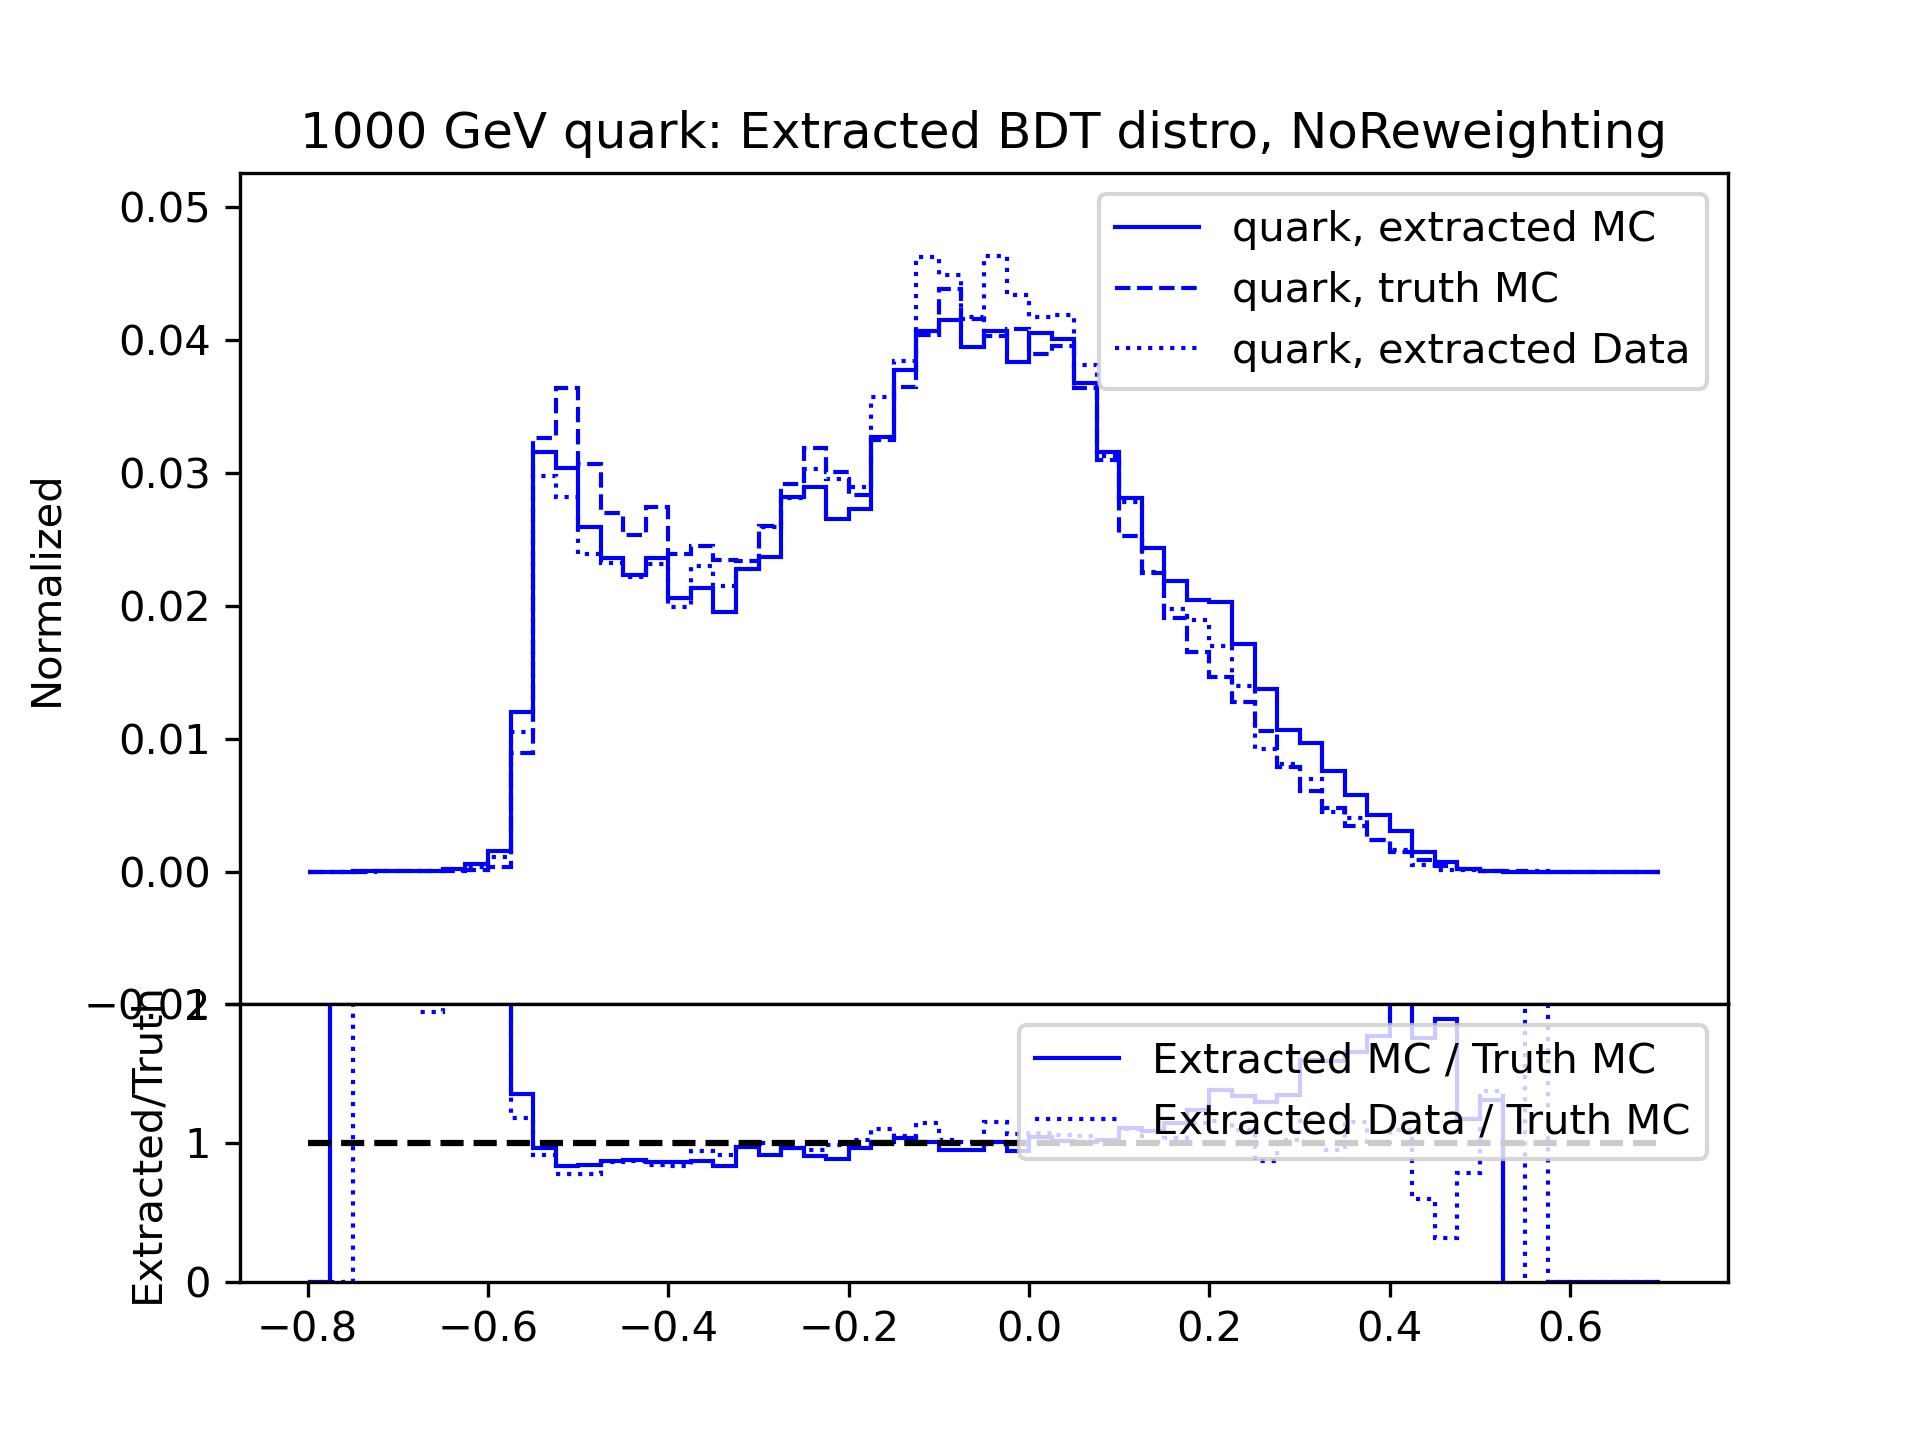 1000 GeV quark: Extracted BDT distro, NoReweighting
Normalized
0.05
0.04
0.03
0.02
0.01
0.00
−0.01
quark, extracted MC
quark, truth MC
quark, extracted Data
Extracted/Truth
2
1
0
Extracted MC / Truth MC
Extracted Data / Truth MC
−0.8 −0.6 −0.4 −0.2 0.0 0.2 0.4 0.6